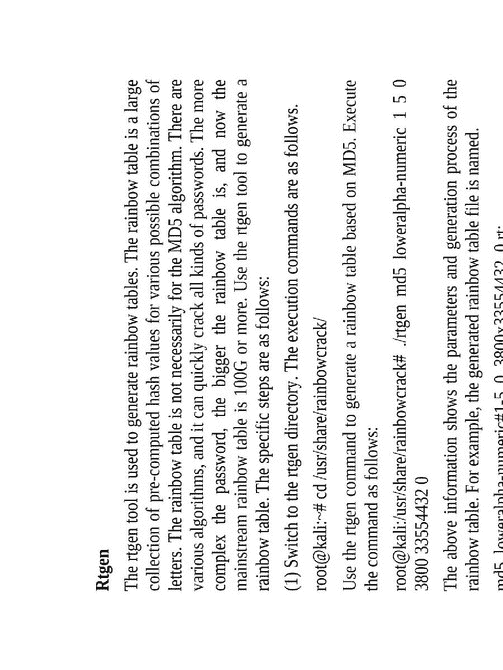 Rtgen
The rtgen tool is used to generate rainbow tables. The rainbow table is a large
collection of pre-computed hash values for various possible combinations of
letters. The rainbow table is not necessarily for the MD5 algorithm. There are
various algorithms, and it can quickly crack all kinds of passwords. The more
complex the password, the bigger the rainbow table is, and now the
mainstream rainbow table is 100G or more. Use the rtgen tool to generate a
rainbow table. The specific steps are as follows:
(1) Switch to the rtgen directory. The execution commands are as follows.
root@kali:~# cd /usr/share/rainbowcrack/
Use the rtgen command to generate a rainbow table based on MD5. Execute
the command as follows:
root@kali:/usr/share/rainbowcrack# ./rtgen md5 loweralpha-numeric 1 5 0
3800 33554432 0
The above information shows the parameters and generation process of the
rainbow table. For example, the generated rainbow table file is named.
md5_loweralpha-numeric#1-5_0_3800x33554432_0.rt: